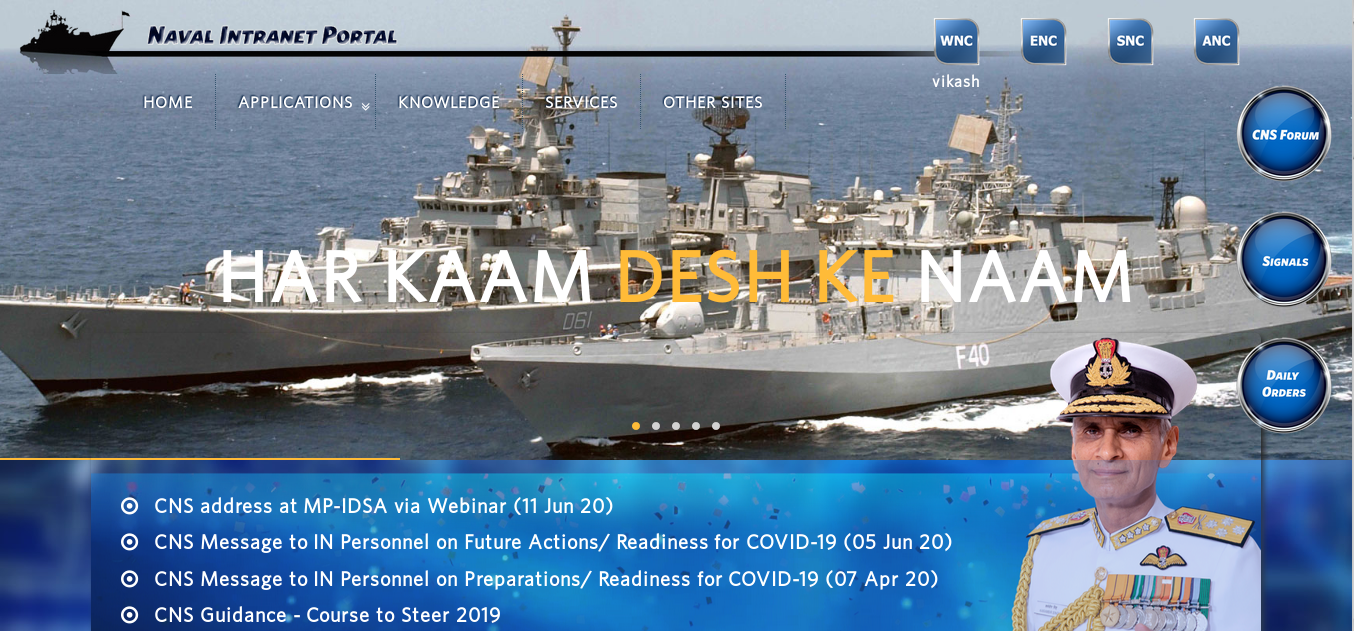 NAVAL INTRANET PORTAL
WNC
ENC
SNC
ANC
vikash
HOME
APPLICATIONS
KNOWLEDGE
SERVICES
OTHER SITES
CNS FORUM
HAR KAAM DESH KE NAAM
SIGNALS
D61
F40
DAILY
ORDERS
CNS address at MP-IDSA via Webinar (11 Jun 20)
CNS Message to IN Personnel on Future Actions/ Readiness for COVID-19 (05 Jun 20)
CNS Message to IN Personnel on Preparations/ Readiness for COVID-19 (07 Apr 20)
CNS Guidance - Course to Steer 2019